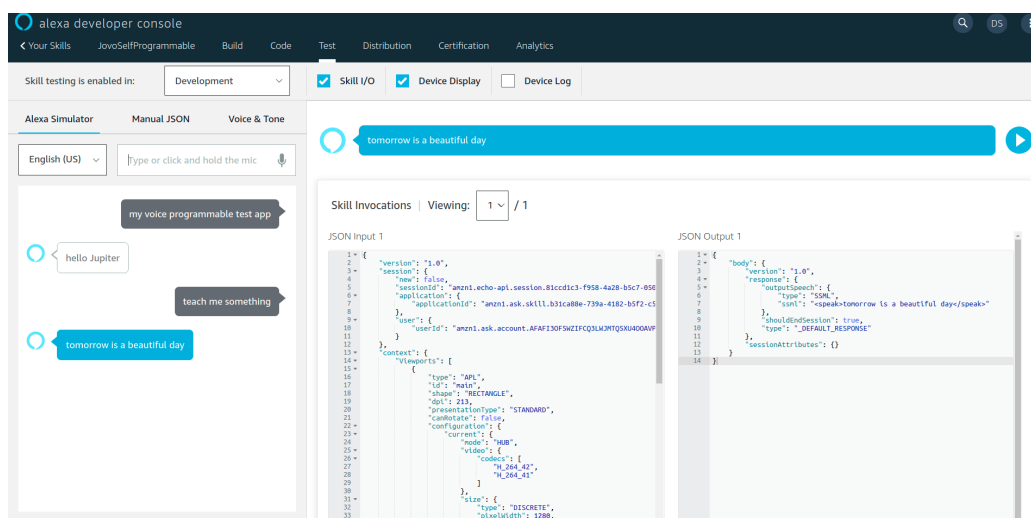 alexa developer console
DS
Your Skills JovoSelfProgrammable Build Code Test Distribution Certification Analytics
Skill testing is enabled in: Development Skill I/O Device Display Device Log
Alexa Simulator Manual JSON Voice & Tone
English (US) Type or click and hold the mic
my voice programmable test app
hello Jupiter
teach me something
tomorrow is a beautiful day
tomorrow is a beautiful day
Skill Invocations | Viewing: 1 / 1
JSON Input 1
1 {
2 "version": "1.0",
3 "session": {
4 "new": false,
5 "sessionId": "amzn1.echo-api.session.81ccd1c3-f958-4a28-b5c7-050
6 "application": {
7 "applicationId": "amzn1.ask.skill.b31ca88e-739a-4182-b5f2-c5
8 },
9 "user": {
10 "userId": "amzn1.ask.account.AFAFI3OF5WZIFCQ3LWJMTQSXU4OOAVP
11 }
12 },
13 "context": {
14 "Viewports": [
15 {
16 "type": "APL",
17 "id": "main",
18 "shape": "RECTANGLE",
19 "dpi": 213,
20 "presentationType": "STANDARD",
21 "canRotate": false,
22 "configuration": {
23 "current": {
24 "mode": "HUB",
25 "video": {
26 "codecs": [
27 "H_264_42",
28 "H_264_41"
29 ]
30 },
31 "size": {
32 "type": "DISCRETE",
33 "pixelWidth": 1280,
JSON Output 1
1 {
2 "body": {
3 "version": "1.0",
4 "response": {
5 "outputSpeech": {
6 "type": "SSML",
7 "ssml": "<speak>tomorrow is a beautiful day</speak>"
8 },
9 "shouldEndSession": true,
10 "type": "_DEFAULT_RESPONSE"
11 },
12 "sessionAttributes": {}
13 }
14 }